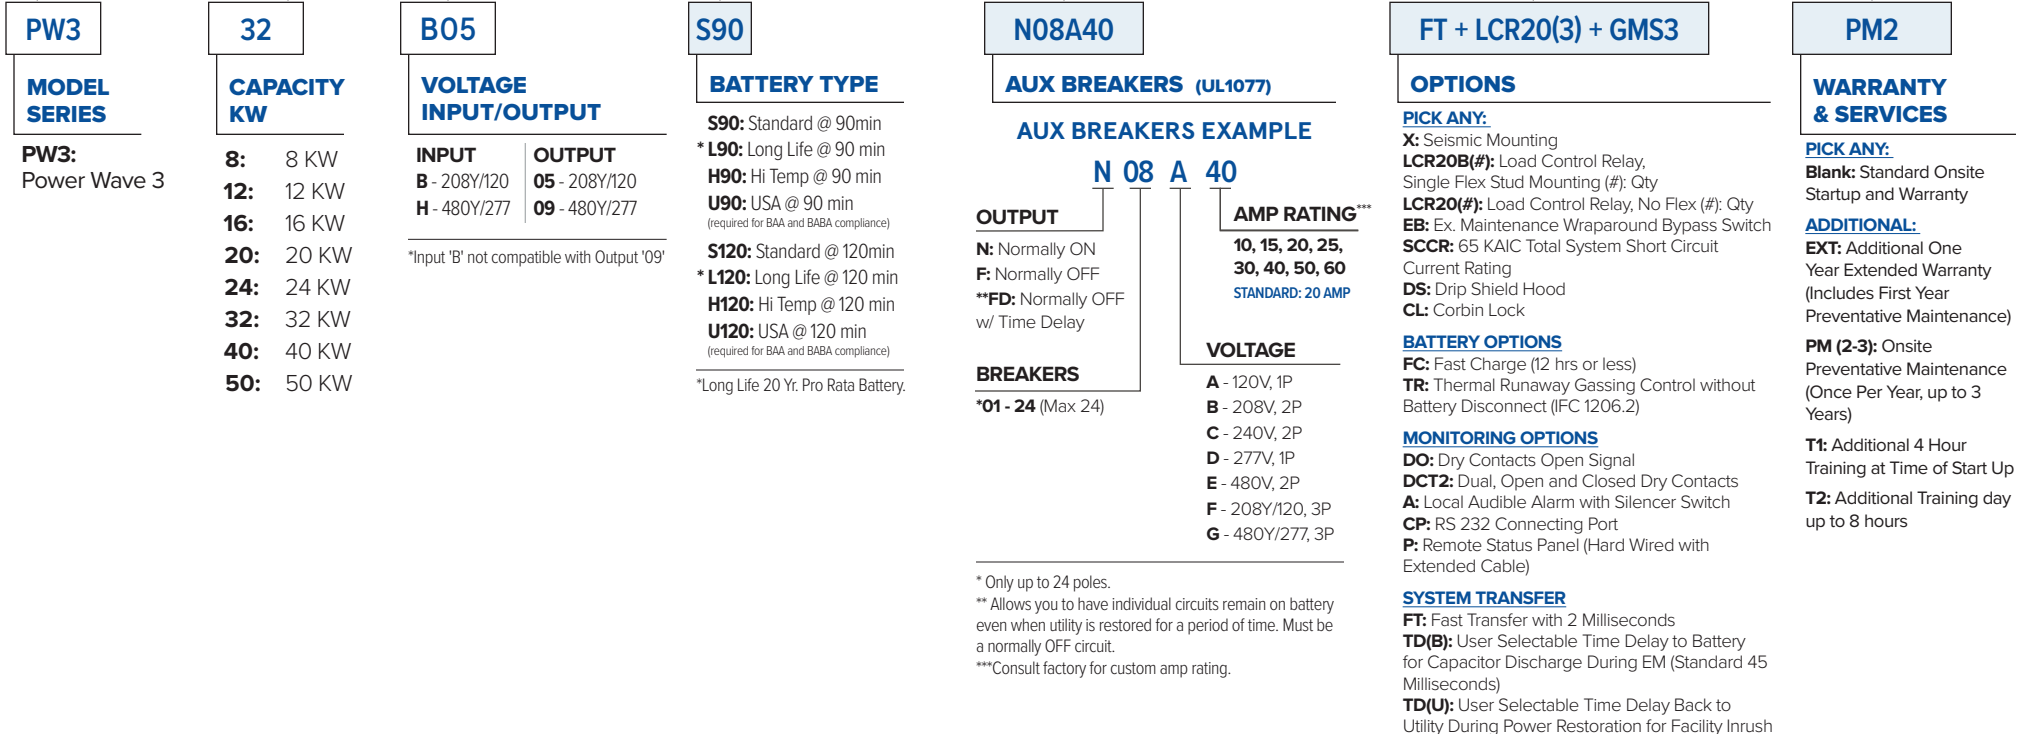 PW3
MODEL
SERIES
PW3:
Power Wave 3
32
CAPACITY
KW
8: 8 KW
12: 12 KW
16: 16 KW
20: 20 KW
24: 24 KW
32: 32 KW
40: 40 KW
50: 50 KW
B05
VOLTAGE
INPUT/OUTPUT
INPUT OUTPUT
B - 208Y/120 05 - 208Y/120
H - 480Y/277 09 - 480Y/277
*Input 'B' not compatible with Output '09'
S90
BATTERY TYPE
S90: Standard @ 90min
* L90: Long Life @ 90 min
H90: Hi Temp @ 90 min
U90: USA @ 90 min
(required for BAA and BABA compliance)
S120: Standard @ 120min
* L120: Long Life @ 120 min
H120: Hi Temp @ 120 min
U120: USA @ 120 min
(required for BAA and BABA compliance)
*Long Life 20 Yr. Pro Rata Battery.
N08A40
AUX BREAKERS (UL1077)
AUX BREAKERS EXAMPLE
N 08 A 40
OUTPUT
N: Normally ON
F: Normally OFF
**FD: Normally OFF
w/ Time Delay
BREAKERS
*01 - 24 (Max 24)
AMP RATING***
10, 15, 20, 25,
30, 40, 50, 60
STANDARD: 20 AMP
VOLTAGE
A - 120V, 1P
B - 208V, 2P
C - 240V, 2P
D - 277V, 1P
E - 480V, 2P
F - 208Y/120, 3P
G - 480Y/277, 3P
* Only up to 24 poles.
** Allows you to have individual circuits remain on battery
even when utility is restored for a period of time. Must be
a normally OFF circuit.
***Consult factory for custom amp rating.
FT + LCR20(3) + GMS3
OPTIONS
PICK ANY:
X: Seismic Mounting
LCR20B(#): Load Control Relay,
Single Flex Stud Mounting (#): Qty
LCR20(#): Load Control Relay, No Flex (#): Qty
EB: Ex. Maintenance Wraparound Bypass Switch
SCCR: 65 KAIC Total System Short Circuit
Current Rating
DS: Drip Shield Hood
CL: Corbin Lock
BATTERY OPTIONS
FC: Fast Charge (12 hrs or less)
TR: Thermal Runaway Gassing Control without
Battery Disconnect (IFC 1206.2)
MONITORING OPTIONS
DO: Dry Contacts Open Signal
DCT2: Dual, Open and Closed Dry Contacts
A: Local Audible Alarm with Silencer Switch
CP: RS 232 Connecting Port
P: Remote Status Panel (Hard Wired with
Extended Cable)
SYSTEM TRANSFER
FT: Fast Transfer with 2 Milliseconds
TD(B): User Selectable Time Delay to Battery
for Capacitor Discharge During EM (Standard 45
Milliseconds)
TD(U): User Selectable Time Delay Back to
Utility During Power Restoration for Facility Inrush
PM2
WARRANTY
& SERVICES
PICK ANY:
Blank: Standard Onsite
Startup and Warranty
ADDITIONAL:
EXT: Additional One
Year Extended Warranty
(Includes First Year
Preventative Maintenance)
PM (2-3): Onsite
Preventative Maintenance
(Once Per Year, up to 3
Years)
T1: Additional 4 Hour
Training at Time of Start Up
T2: Additional Training day
up to 8 hours